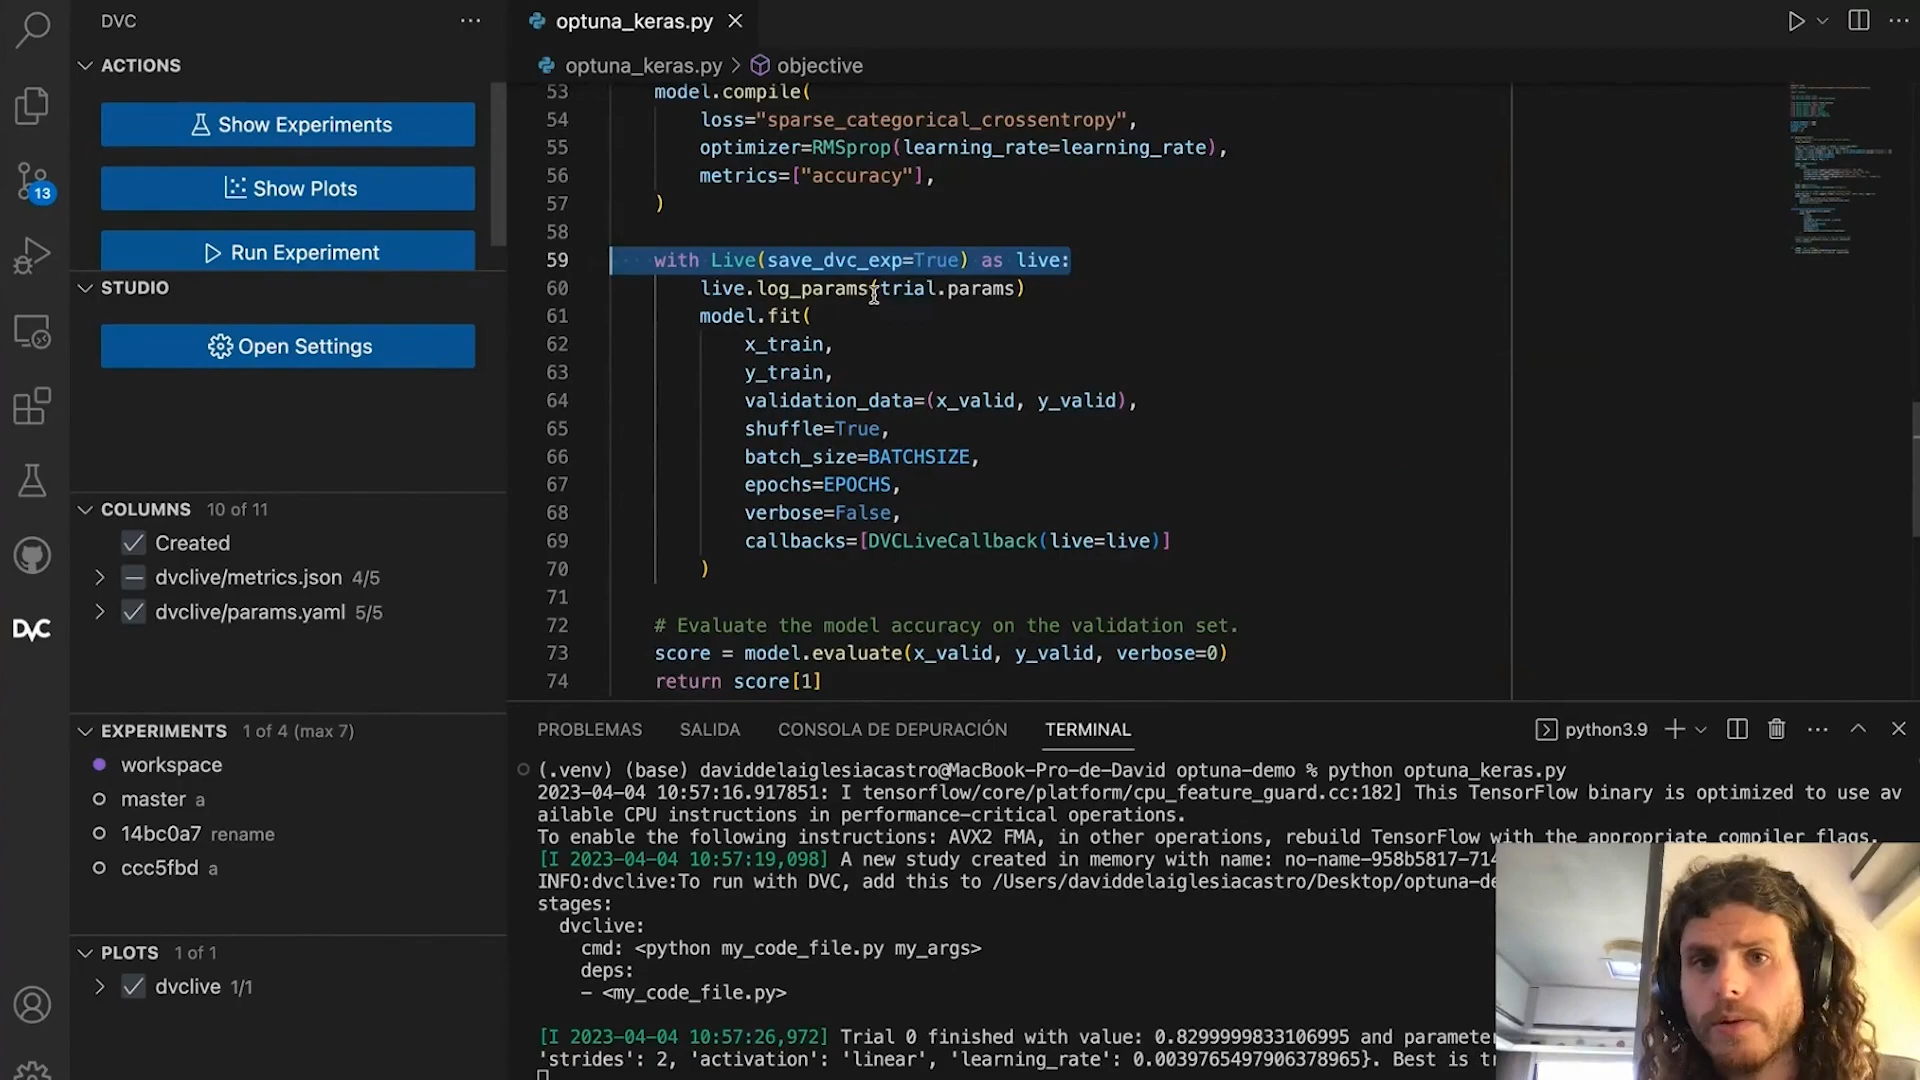 DVC
ACTIONS
Show Experiments
Show Plots
Run Experiment
STUDIO
Open Settings
COLUMNS 10 of 11
Created
dvclive/metrics.json 4/5
dvclive/params.yaml 5/5
EXPERIMENTS 1 of 4 (max 7)
workspace
master a
14bc0a7 rename
ccc5fbd a
PLOTS 1 of 1
dvclive 1/1
13
DVC
optuna_keras.py
optuna_keras.py > objective
53 model.compile(
54 loss="sparse_categorical_crossentropy",
55 optimizer=RMSprop(learning_rate=learning_rate),
56 metrics=["accuracy"],
57 )
58
59 with Live(save_dvc_exp=True) as live:
60 live.log_params(trial.params)
61 model.fit(
62 x_train,
63 y_train,
64 validation_data=(x_valid, y_valid),
65 shuffle=True,
66 batch_size=BATCHSIZE,
67 epochs=EPOCHS,
68 verbose=False,
69 callbacks=[DVCLiveCallback(live=live)]
70 )
71
72 # Evaluate the model accuracy on the validation set.
73 score = model.evaluate(x_valid, y_valid, verbose=0)
74 return score[1]
PROBLEMAS SALIDA CONSOLA DE DEPURACIÓN TERMINAL
python3.9
(.venv) (base) daviddelaiglesiacastro@MacBook-Pro-de-David optuna-demo % python optuna_keras.py
2023-04-04 10:57:16.917851: I tensorflow/core/platform/cpu_feature_guard.cc:182] This TensorFlow binary is optimized to use av
ailable CPU instructions in performance-critical operations.
To enable the following instructions: AVX2 FMA, in other operations, rebuild TensorFlow with the appropriate compiler flags.
[I 2023-04-04 10:57:19,098] A new study created in memory with name: no-name-958b5817-714
INFO:dvclive:To run with DVC, add this to /Users/daviddelaiglesiacastro/Desktop/optuna-de
stages:
dvclive:
cmd: <python my_code_file.py my_args>
deps:
- <my_code_file.py>
[I 2023-04-04 10:57:26,972] Trial 0 finished with value: 0.8299999833106995 and parameter
'strides': 2, 'activation': 'linear', 'learning_rate': 0.0039765497906378965}. Best is tr